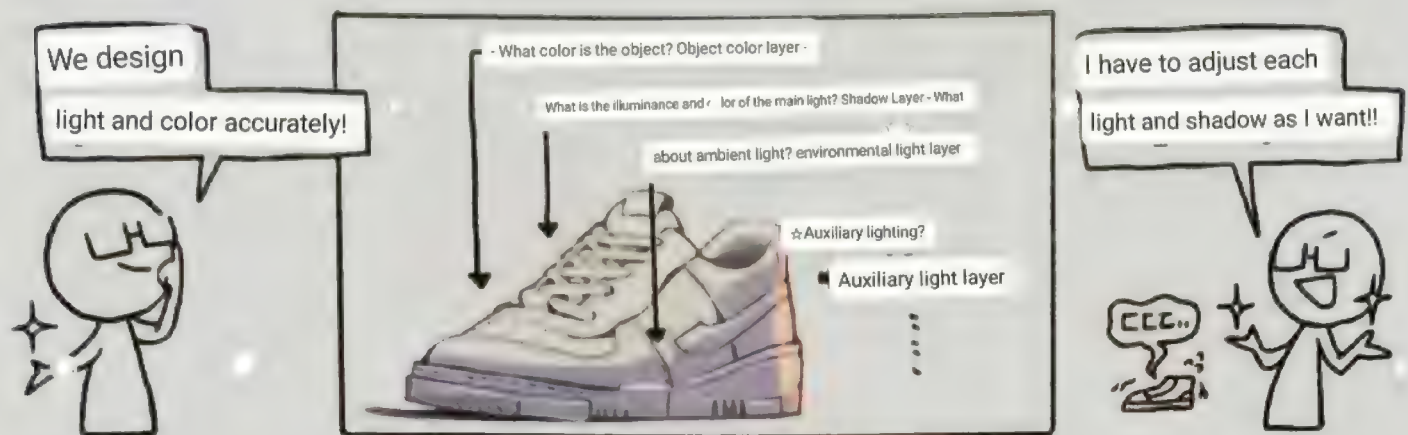 We design
light and color accurately!
- What color is the object? Object color layer -
What is the illuminance and lor of the main light? Shadow Layer - What
about ambient light? environmental light layer
☆Auxiliary lighting?
Auxiliary light layer
I have to adjust each
light and shadow as I want!!
ㄷㄷㄷ..